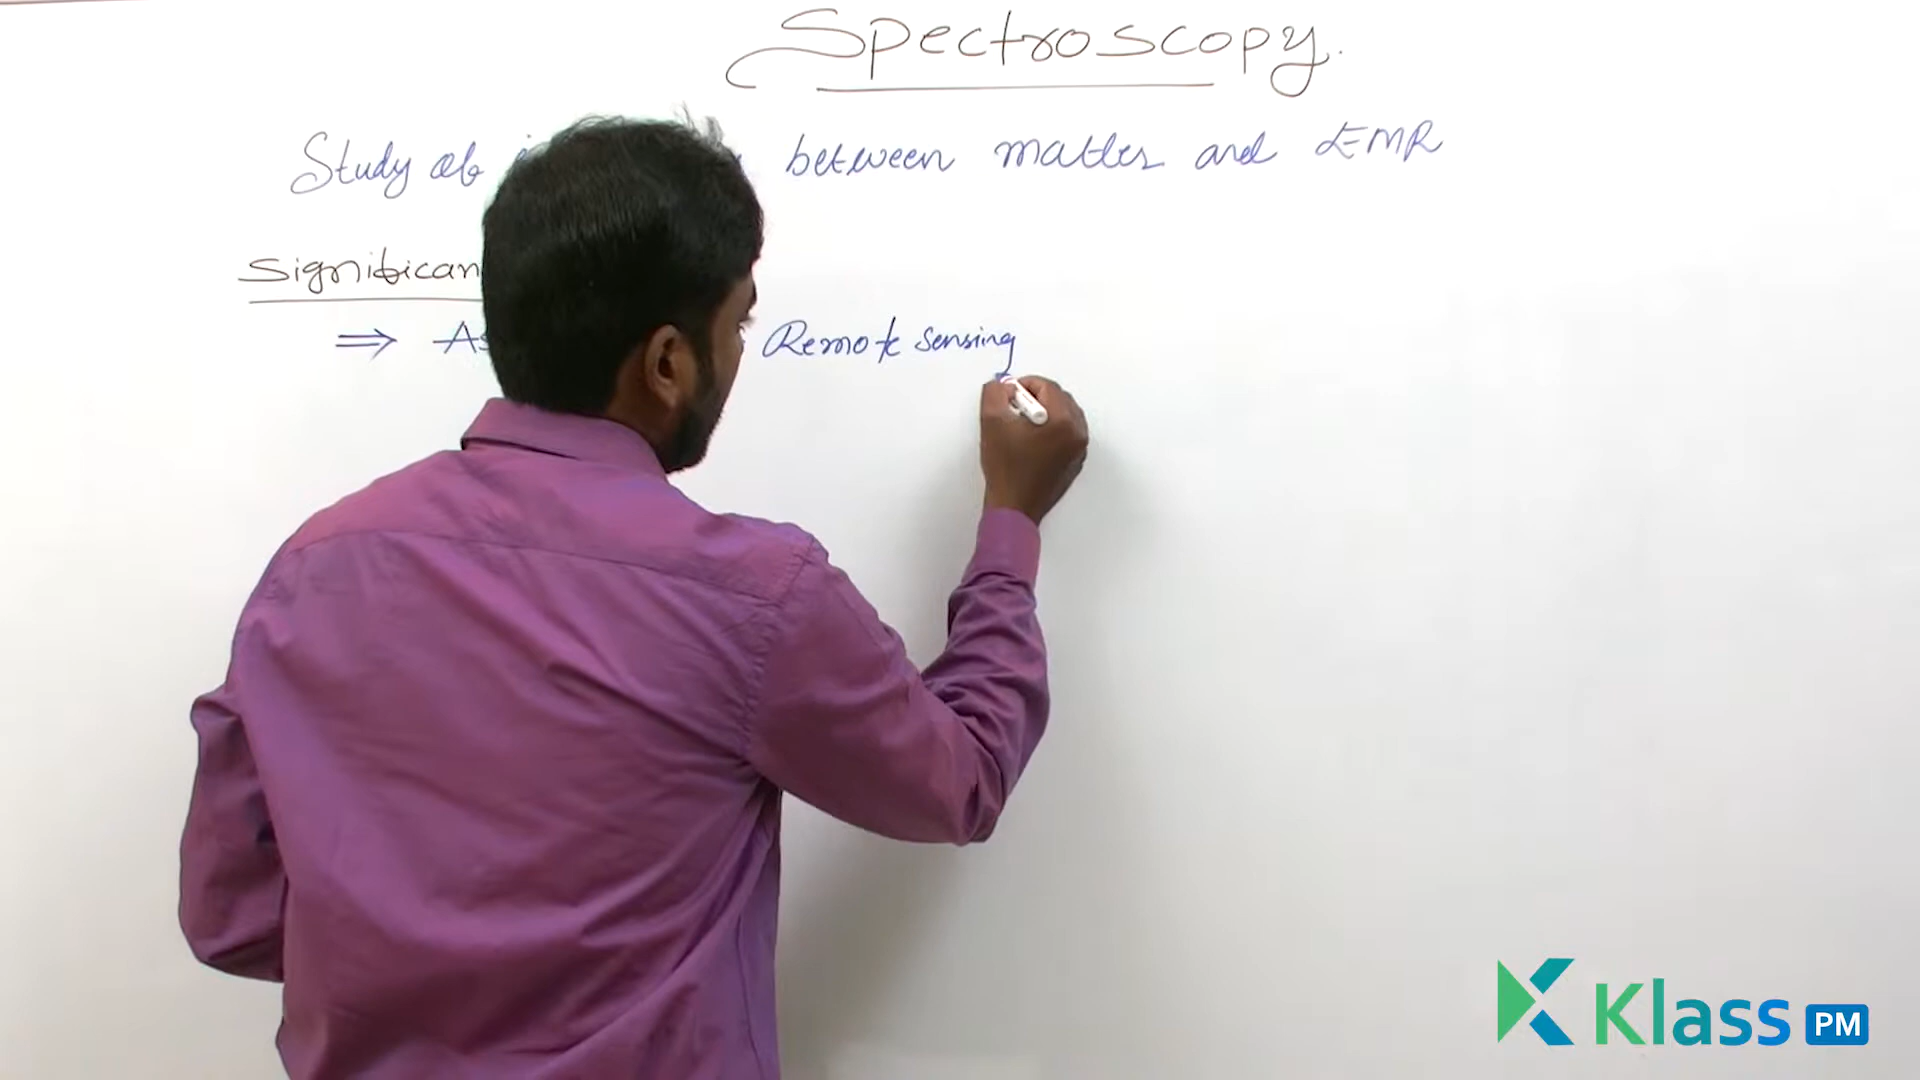 Spectroscopy.
Study of between matter and EMR
Significan
⇒ As Remote sensing
Klass PM